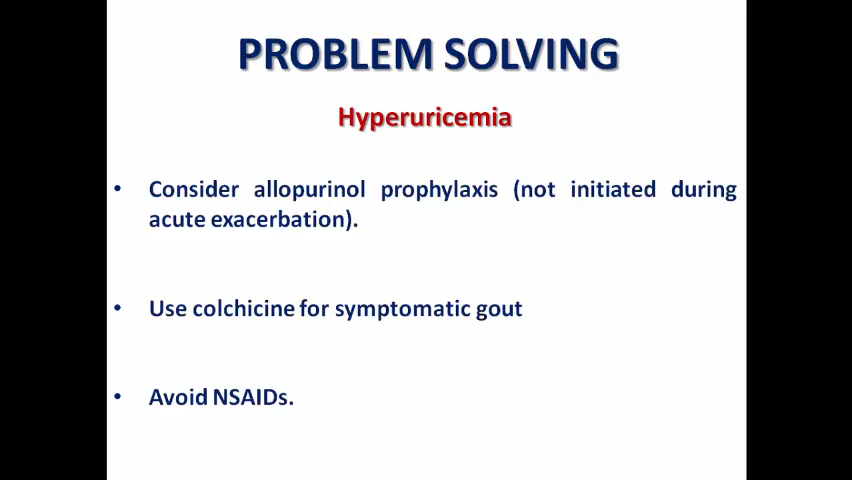 PROBLEM SOLVING
Hyperuricemia
• Consider allopurinol prophylaxis (not initiated during
acute exacerbation).
• Use colchicine for symptomatic gout
• Avoid NSAIDs.